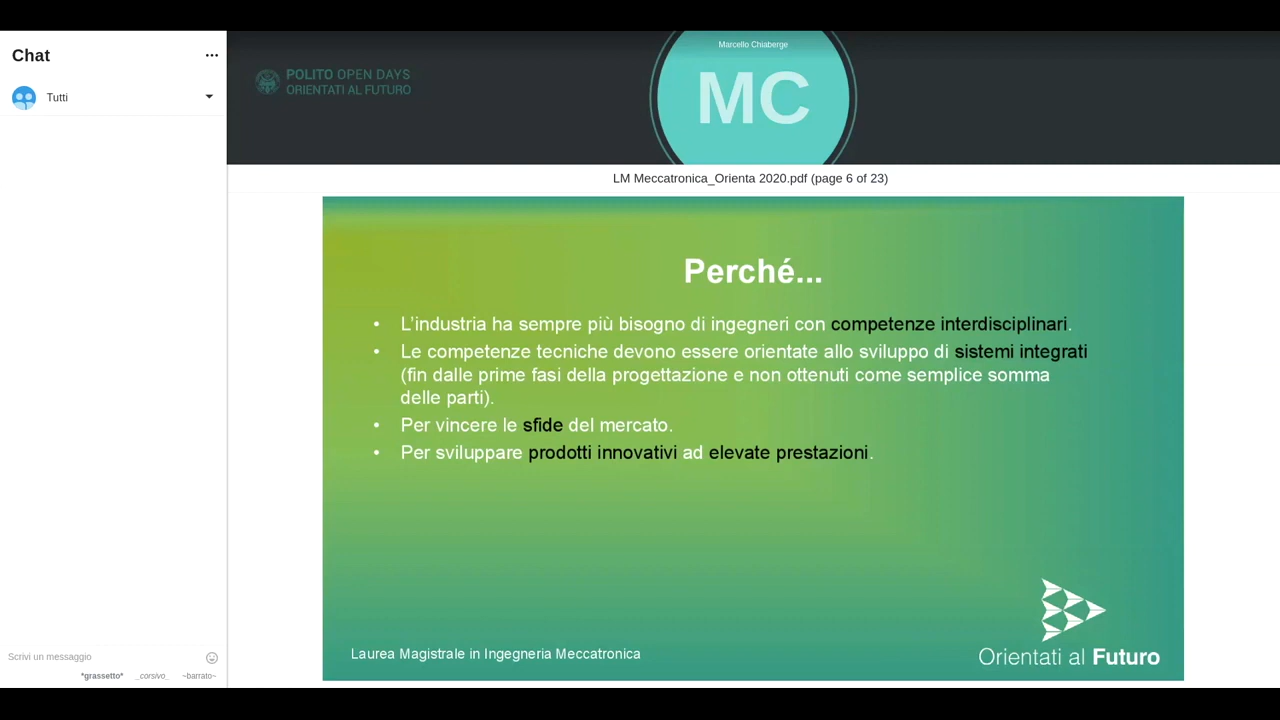 Chat
Tutti
Scrivi un messaggio
*grassetto* _corsivo_ ~barrato~
POLITO OPEN DAYS
ORIENTATI AL FUTURO
Marcello Chiaberge
MC
LM Meccatronica_Orienta 2020.pdf (page 6 of 23)
Perché...
• L'industria ha sempre più bisogno di ingegneri con competenze interdisciplinari.
• Le competenze tecniche devono essere orientate allo sviluppo di sistemi integrati
(fin dalle prime fasi della progettazione e non ottenuti come semplice somma
delle parti).
• Per vincere le sfide del mercato.
• Per sviluppare prodotti innovativi ad elevate prestazioni.
Laurea Magistrale in Ingegneria Meccatronica
Orientati al Futuro